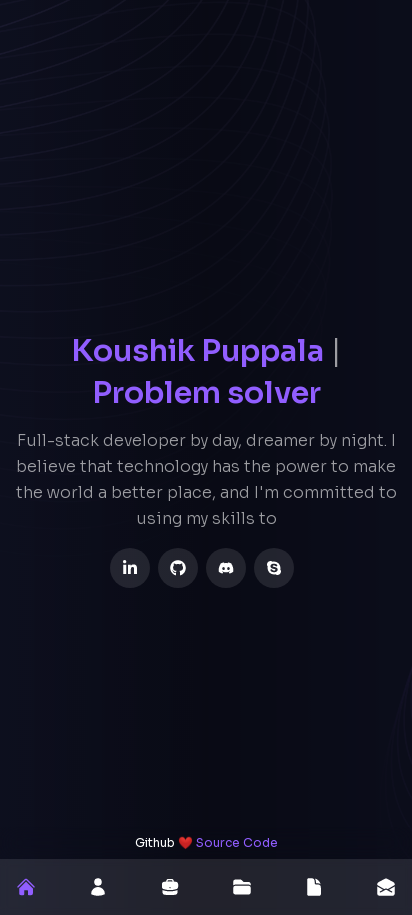 Koushik Puppala |
Problem solver
Full-stack developer by day, dreamer by night. I
believe that technology has the power to make
the world a better place, and I'm committed to
using my skills to
Github ❤️ Source Code